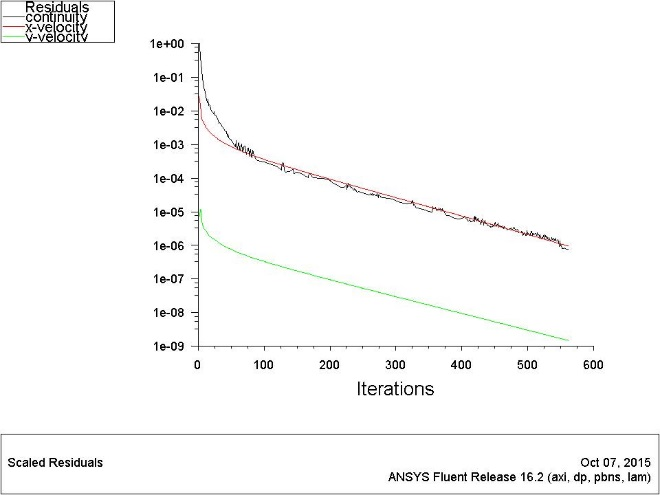 Residuals
continuity
x-velocity
y-velocity
1e+00
1e-01
1e-02
1e-03
1e-04
1e-05
1e-06
1e-07
1e-08
1e-09
0 100 200 300 400 500 600
Iterations
Scaled Residuals
Oct 07, 2015
ANSYS Fluent Release 16.2 (axi, dp, pbns, lam)